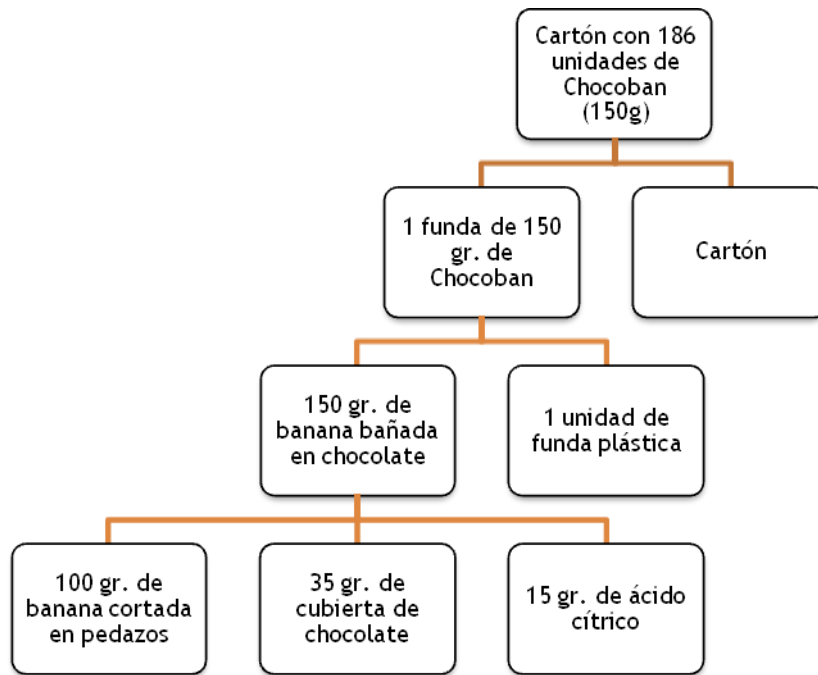 Cartón con 186
unidades de
Chocoban
(150g)
1 funda de 150
gr. de
Chocoban
Cartón
150 gr. de
banana bañada
en chocolate
1 unidad de
funda plástica
100 gr. de
banana cortada
en pedazos
35 gr. de
cubierta de
chocolate
15 gr. de ácido
cítrico